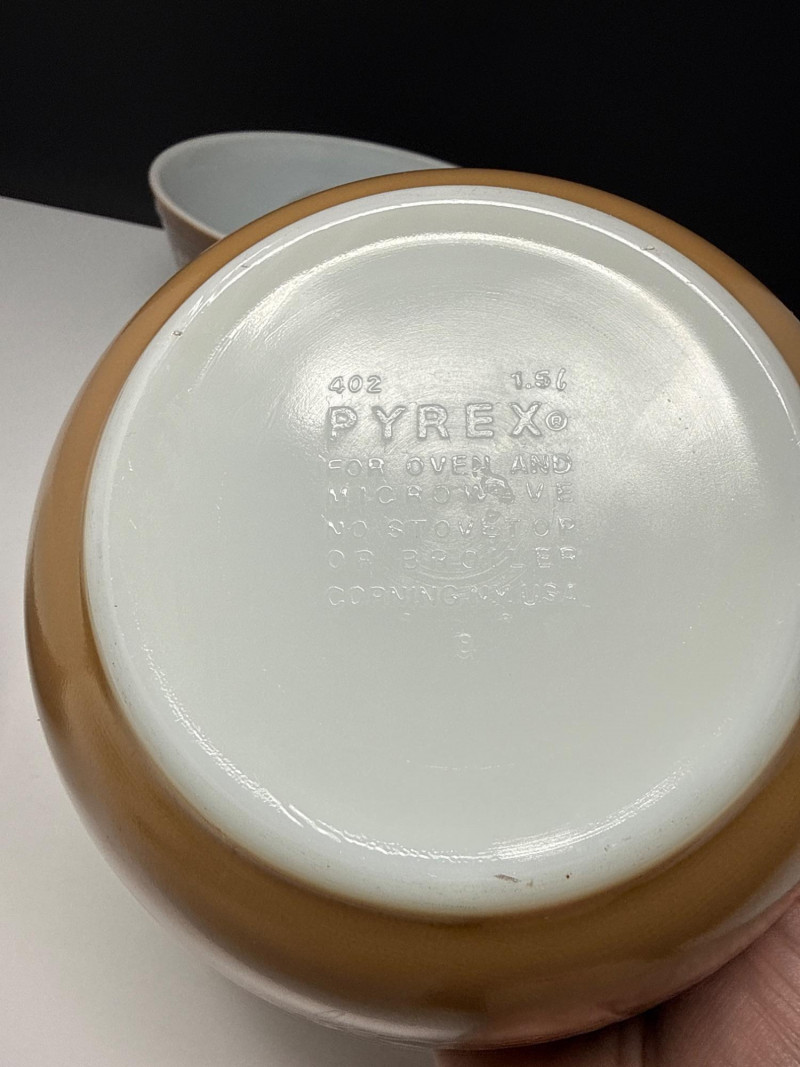 402 1.5ℓ
PYREX®
FOR OVEN AND
MICROWAVE
NO STOVETOP
OR BROILER
CORNING NY. USA